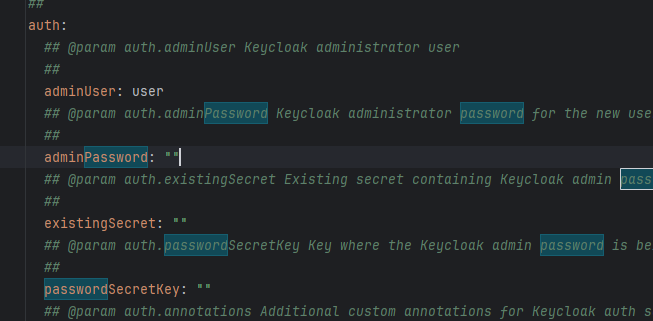 ##
auth:
## @param auth.adminUser Keycloak administrator user
##
adminUser: user
## @param auth.adminPassword Keycloak administrator password for the new use
##
adminPassword: ""
## @param auth.existingSecret Existing secret containing Keycloak admin pass
##
existingSecret: ""
## @param auth.passwordSecretKey Key where the Keycloak admin password is be
##
passwordSecretKey: ""
## @param auth.annotations Additional custom annotations for Keycloak auth s